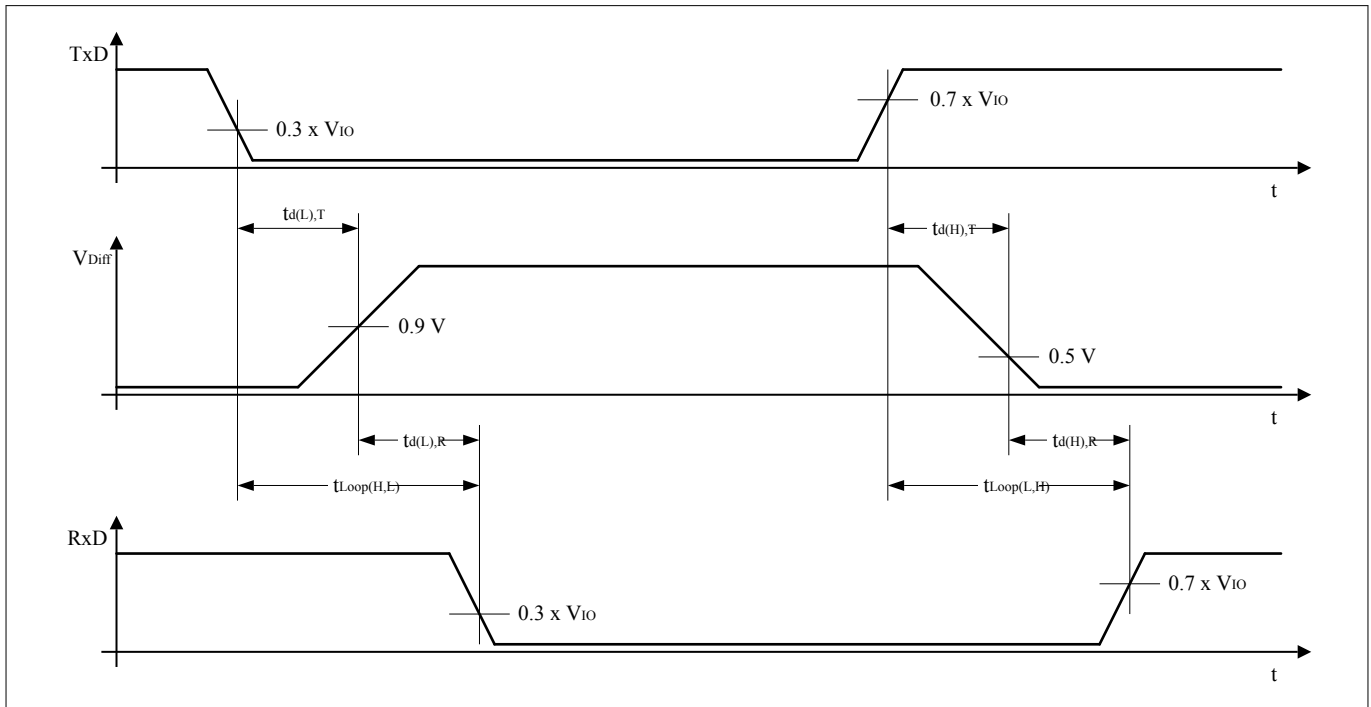 TxD
0.3 x VIO
0.7 x VIO
t
td(L),T
td(H),T
VDiff
0.9 V
0.5 V
t
td(L),R
td(H),R
tLoop(H,L)
tLoop(L,H)
RxD
0.3 x VIO
0.7 x VIO
t